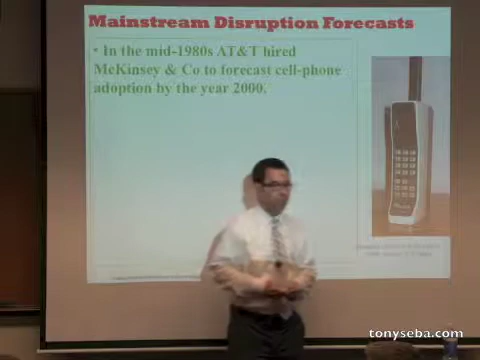 Mainstream Disruption Forecasts
• In the mid-1980s AT&T hired
McKinsey & Co to forecast cell-phone
adoption by the year 2000.
tonyseba.com